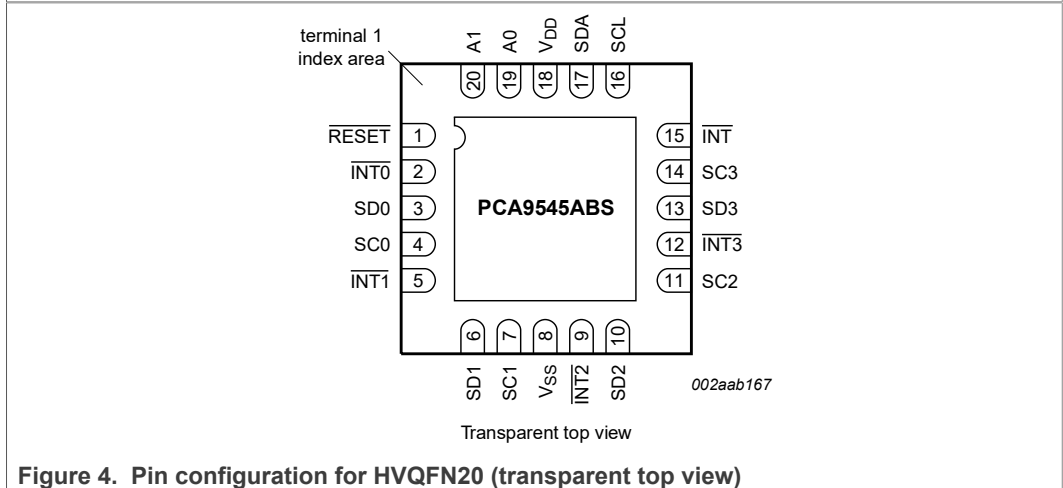 terminal 1
index area
A1
A0
VDD
SDA
SCL
20
19
18
17
16
RESET 1
INT0 2
SD0 3
SC0 4
INT1 5
PCA9545ABS
15 INT
14 SC3
13 SD3
12 INT3
11 SC2
6
7
8
9
10
SD1
SC1
VSS
INT2
SD2
002aab167
Transparent top view
Figure 4. Pin configuration for HVQFN20 (transparent top view)